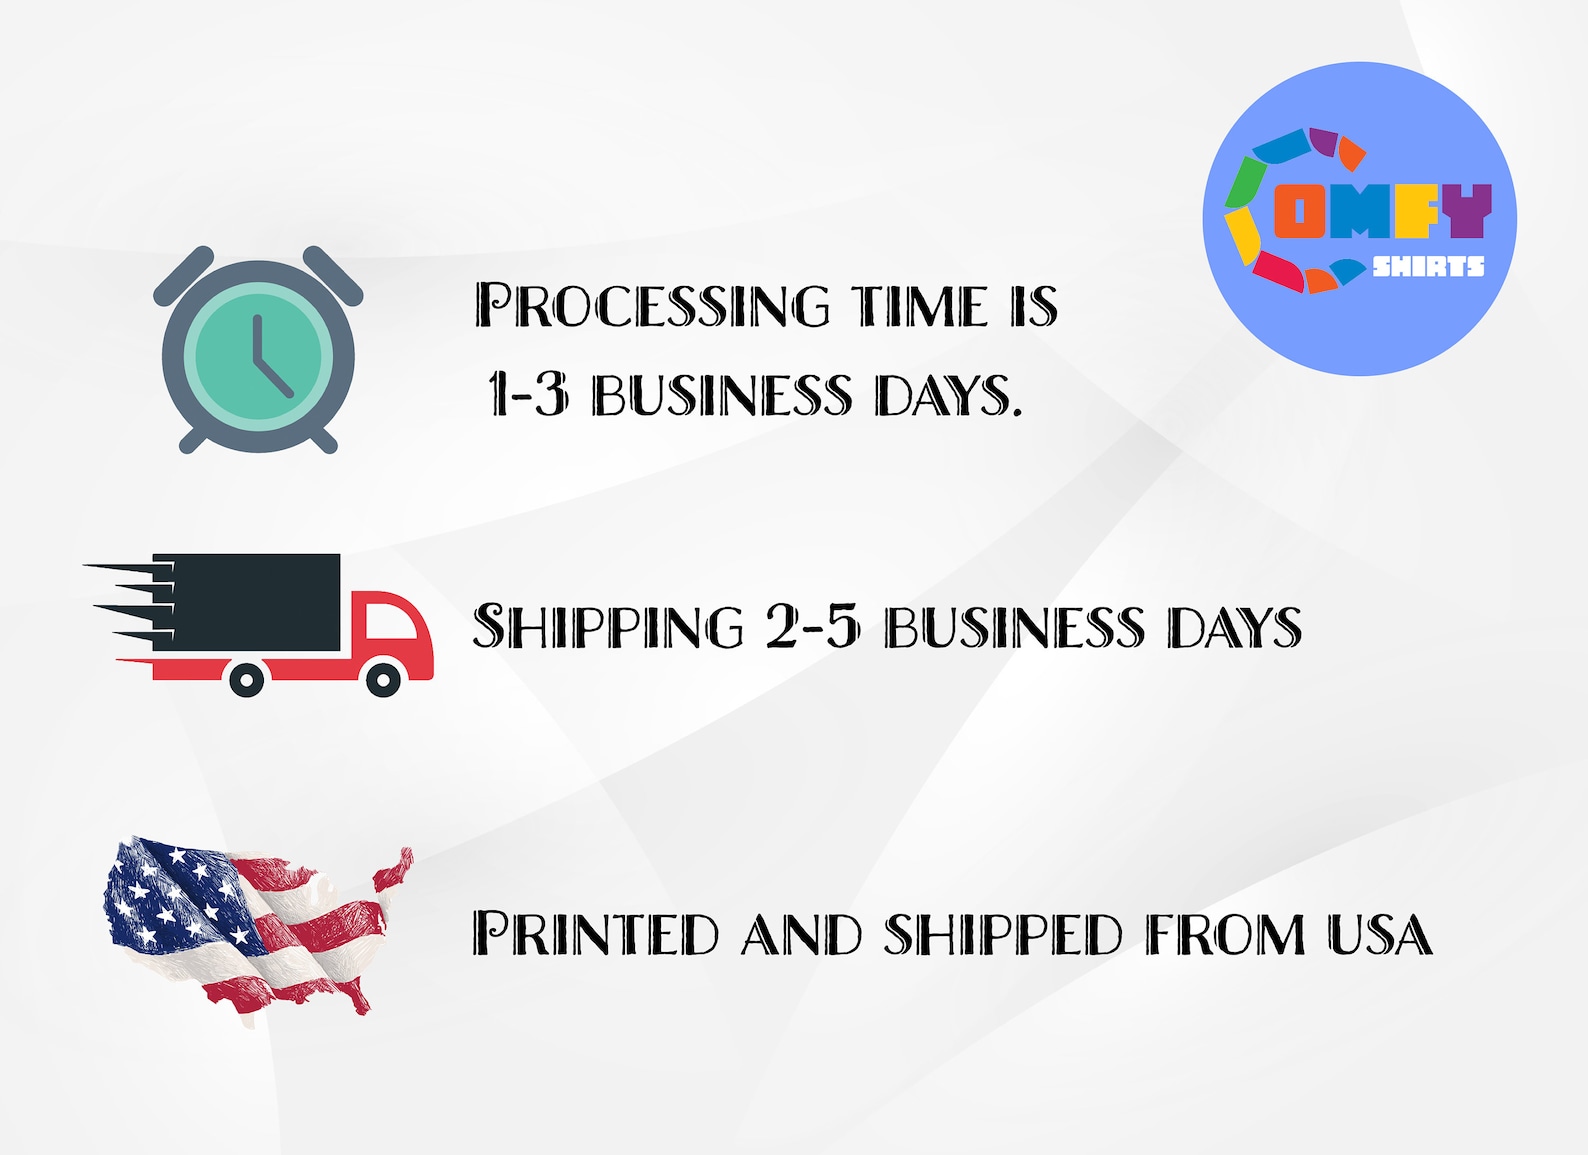 COMFY
SHIRTS
PROCESSING TIME IS
1-3 BUSINESS DAYS.
SHIPPING 2-5 BUSINESS DAYS
PRINTED AND SHIPPED FROM USA